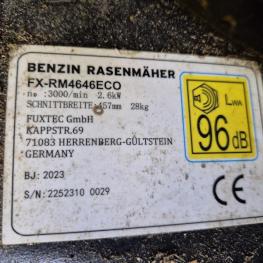 BENZIN RASENMÄHER
FX-RM4646ECO
n₀ :3000/min 2.6kW
SCHNITTBREITE:457mm 28kg
FUXTEC GmbH
KAPPSTR.69
71083 HERRENBERG-GÜLTSTEIN
GERMANY
BJ: 2023
S/N: 2252310 0029
LWA
96dB
CE